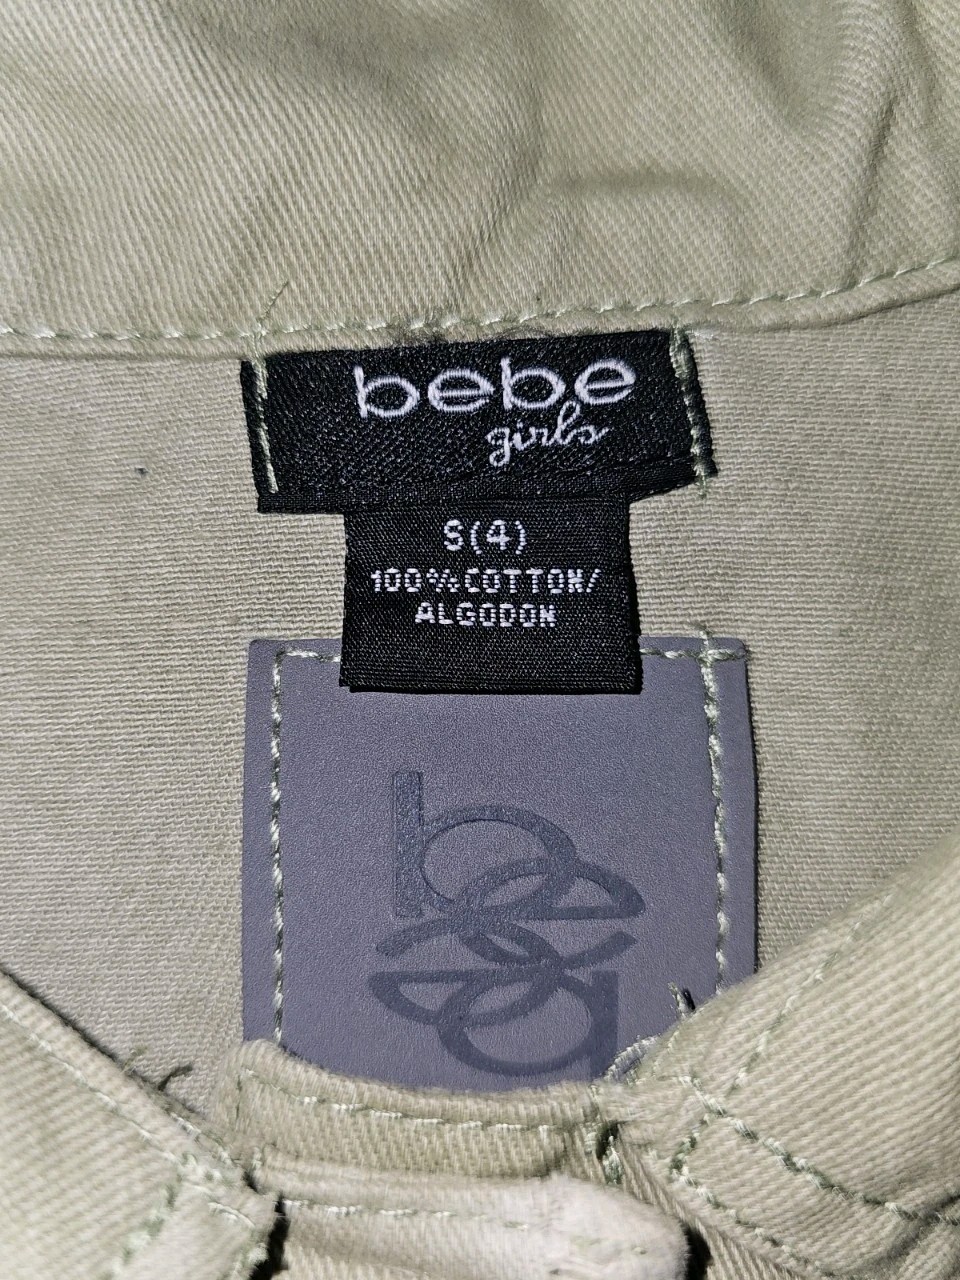 bebe
girls
S(4)
100%COTTON/
ALGODON